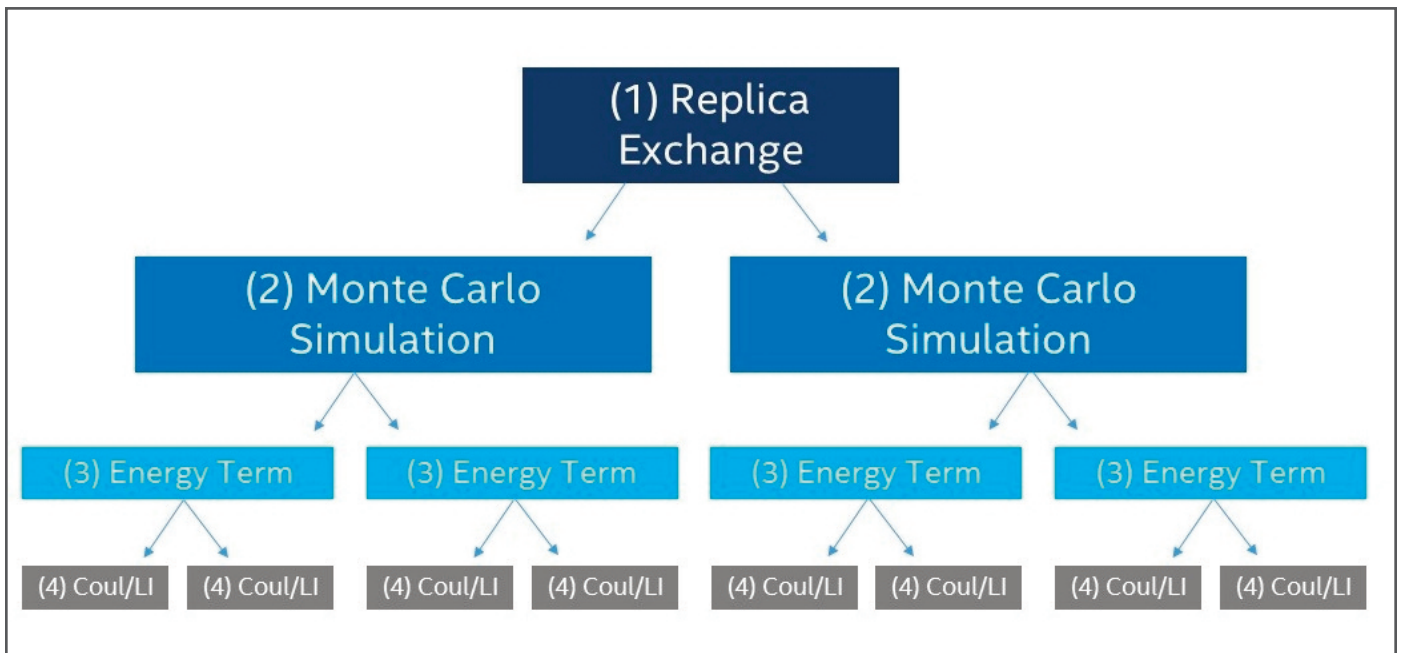 (1) Replica
Exchange
(2) Monte Carlo
Simulation
(2) Monte Carlo
Simulation
(3) Energy Term
(3) Energy Term
(3) Energy Term
(3) Energy Term
(4) Coul/LI
(4) Coul/LI
(4) Coul/LI
(4) Coul/LI
(4) Coul/LI
(4) Coul/LI
(4) Coul/LI
(4) Coul/LI